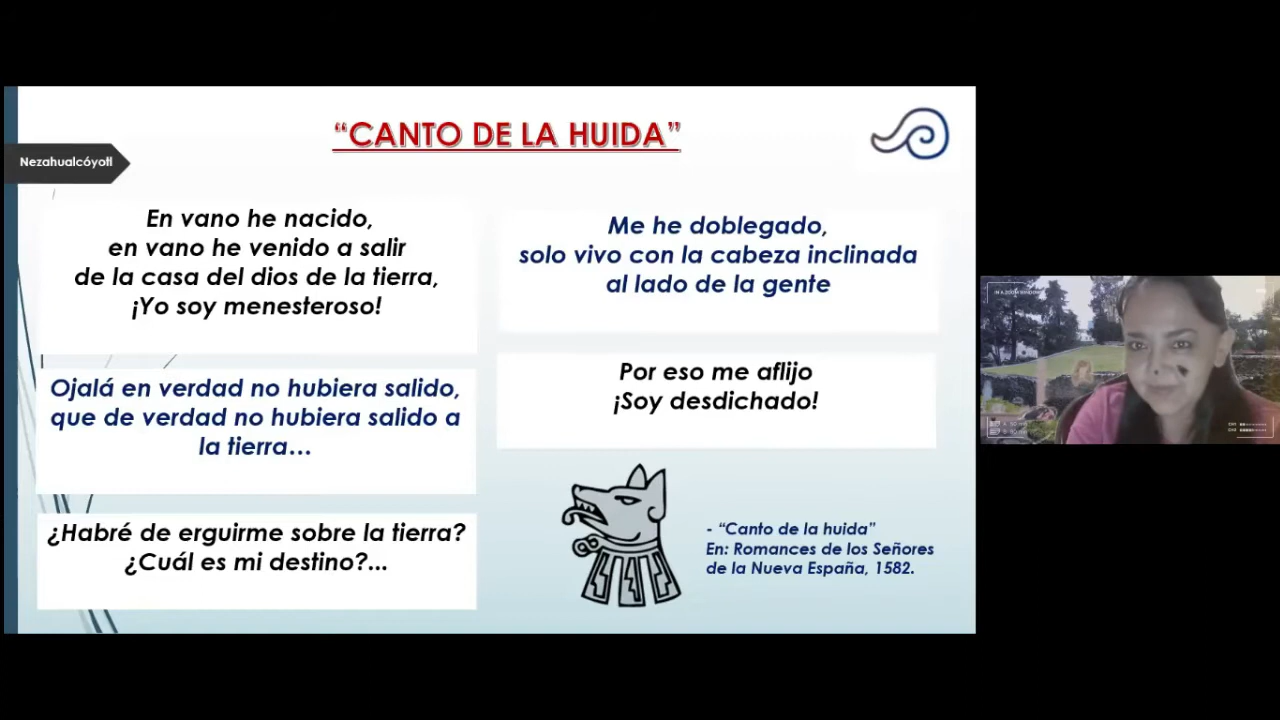 “CANTO DE LA HUIDA”
Nezahualcóyotl
En vano he nacido,
en vano he venido a salir
de la casa del dios de la tierra,
¡Yo soy menesteroso!
Ojalá en verdad no hubiera salido,
que de verdad no hubiera salido a
la tierra…
¿Habré de erguirme sobre la tierra?
¿Cuál es mi destino?...
Me he doblegado,
solo vivo con la cabeza inclinada
al lado de la gente
Por eso me aflijo
¡Soy desdichado!
- “Canto de la huida”
En: Romances de los Señores
de la Nueva España, 1582.